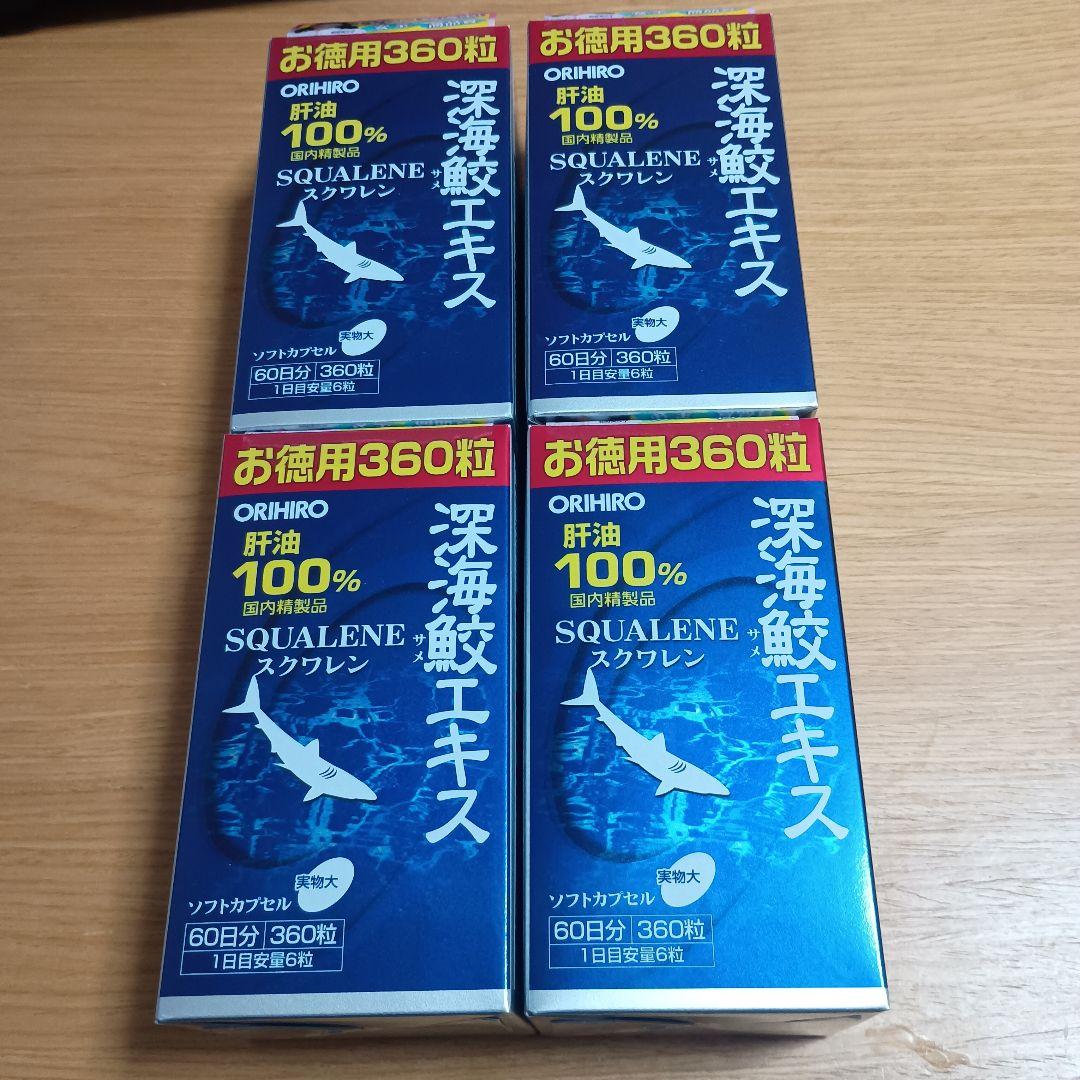 お徳用360粒
ORIHIRO
肝油
100%
国内精製品
SQUALENE
スクワレン
深海鮫エキス
サメ
実物大
ソフトカプセル
60日分 360粒
1日目安量6粒
お徳用360粒
ORIHIRO
肝油
100%
国内精製品
SQUALENE
スクワレン
深海鮫エキス
サメ
実物大
ソフトカプセル
60日分 360粒
1日目安量6粒
お徳用360粒
ORIHIRO
肝油
100%
国内精製品
SQUALENE
スクワレン
深海鮫エキス
サメ
実物大
ソフトカプセル
60日分 360粒
1日目安量6粒
お徳用360粒
ORIHIRO
肝油
100%
国内精製品
SQUALENE
スクワレン
深海鮫エキス
サメ
実物大
ソフトカプセル
60日分 360粒
1日目安量6粒